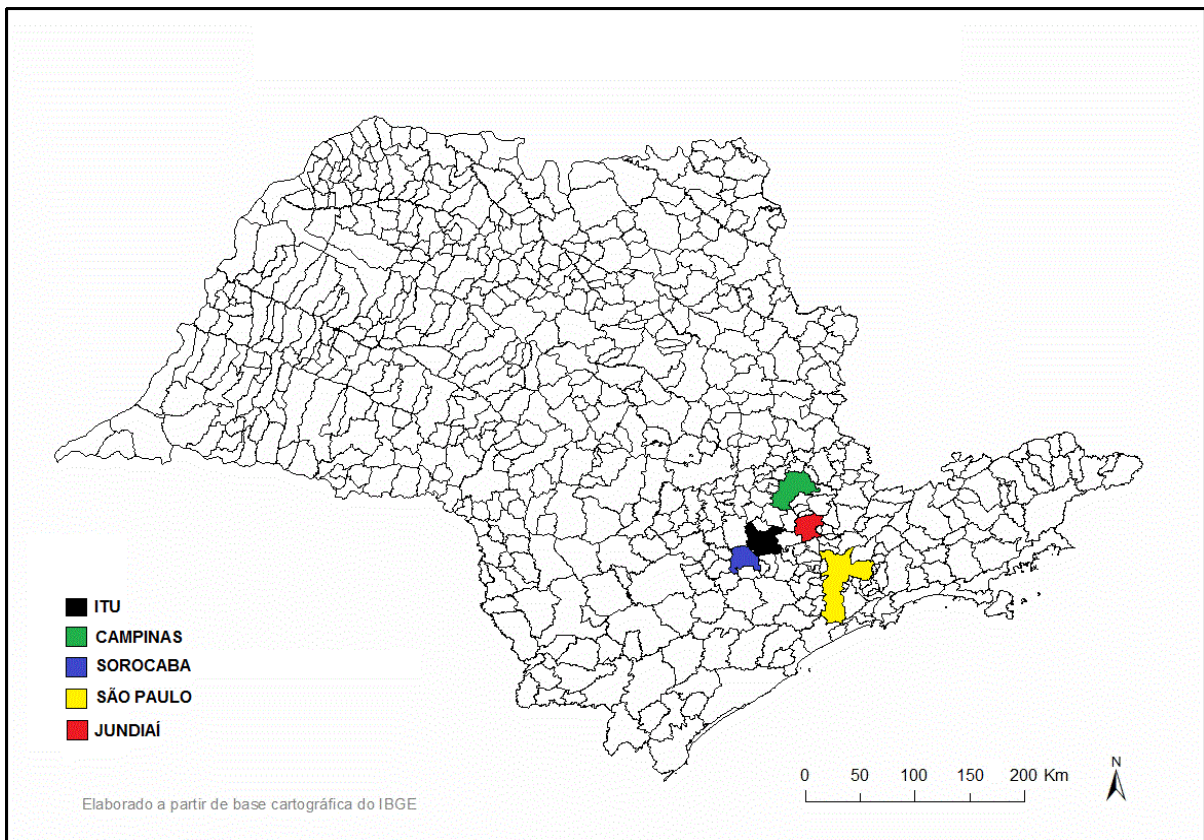 ITU
CAMPINAS
SOROCABA
SÃO PAULO
JUNDIAÍ
0 50 100 150 200 Km
N
Elaborado a partir de base cartográfica do IBGE